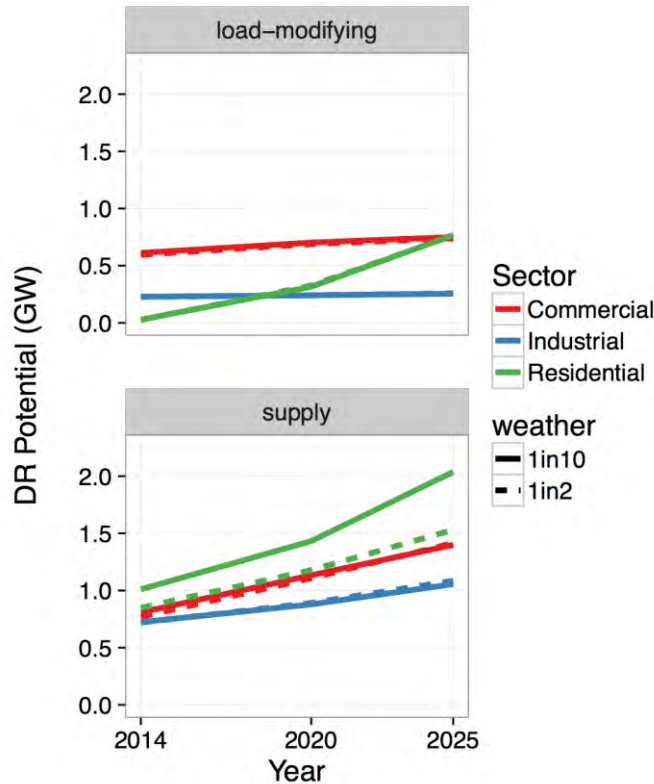 load−modifying
2.0
1.5
1.0
0.5
0.0
supply
2.0
1.5
1.0
0.5
0.0
2014
2020
2025
Year
DR Potential (GW)
Sector
Commercial
Industrial
Residential
weather
1in10
1in2